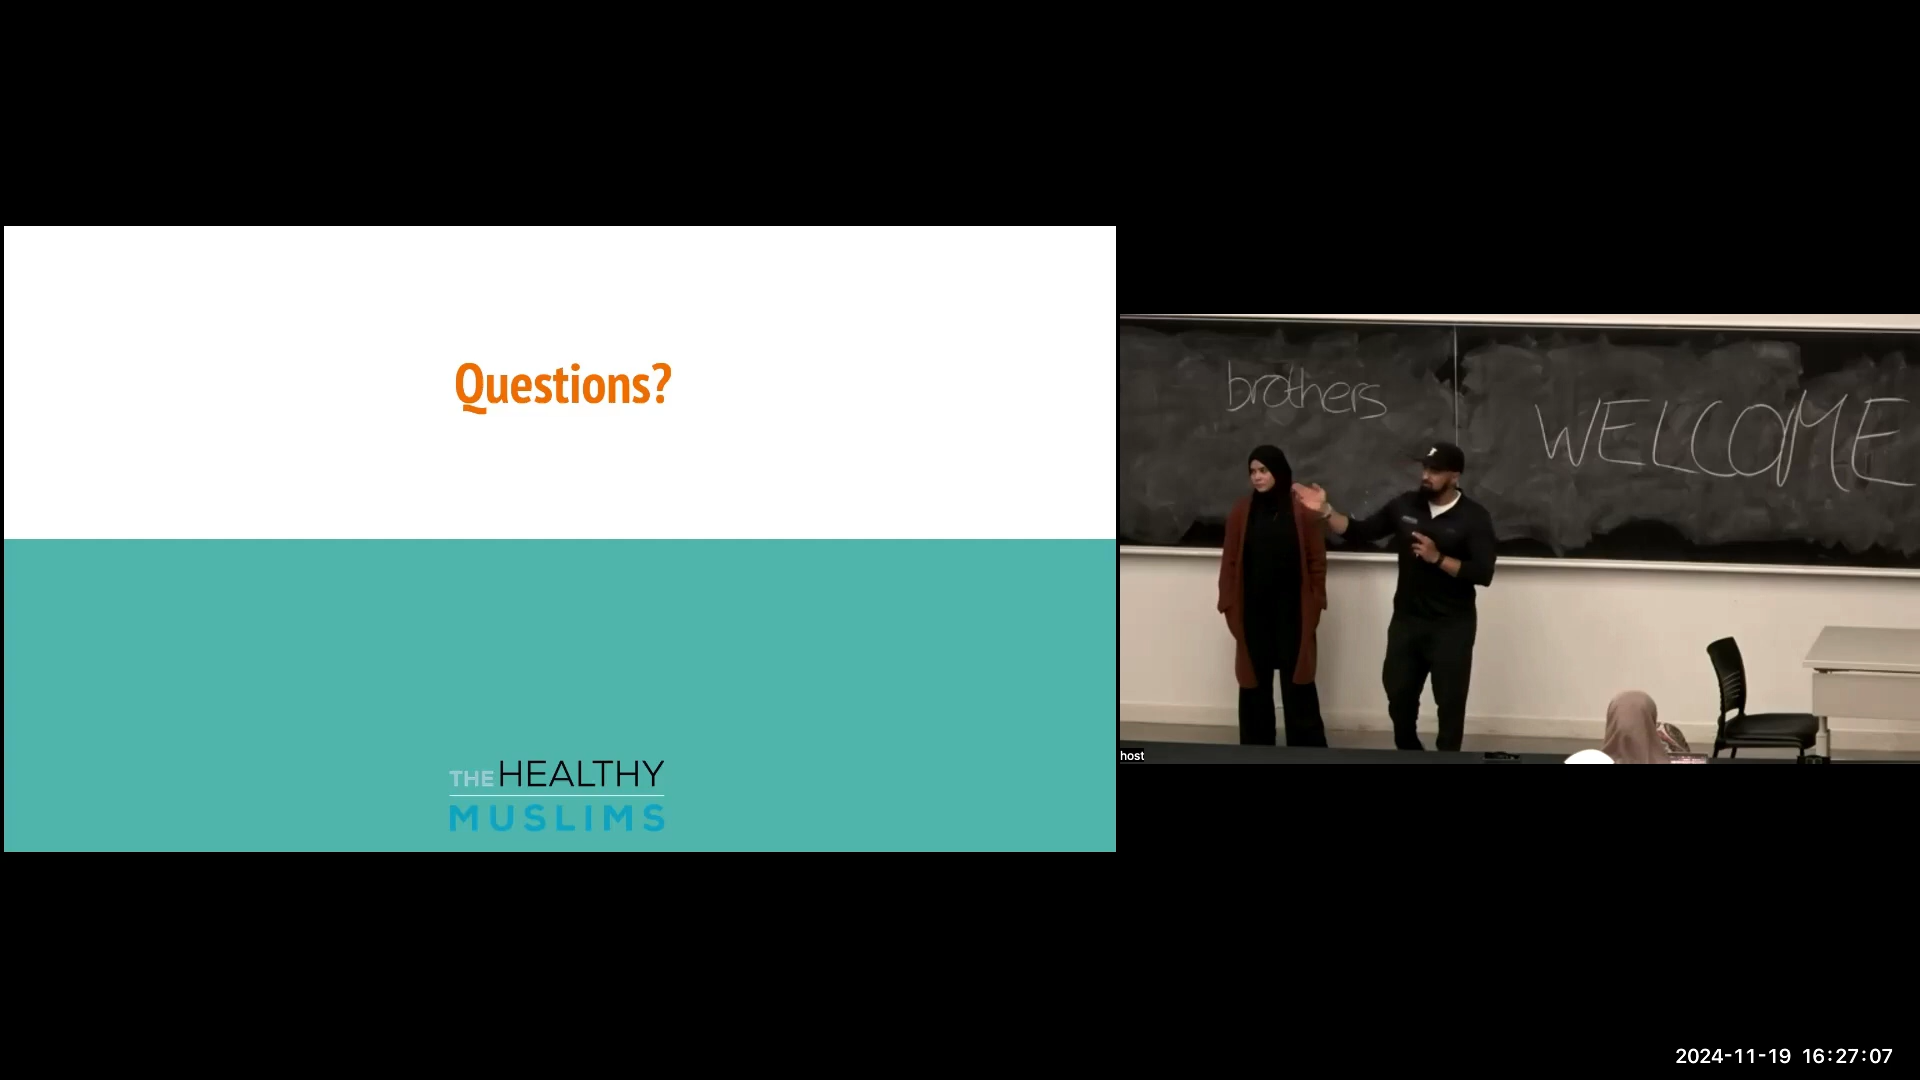 Questions?
THE HEALTHY
MUSLIMS
brothers
WELCOME
host
2024-11-19 16:27:07